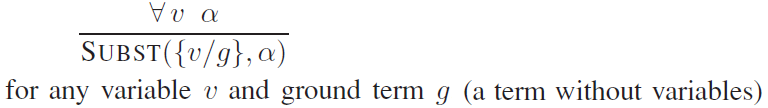 ∀ v α
SUBST({v/g}, α)
for any variable v and ground term g (a term without variables)